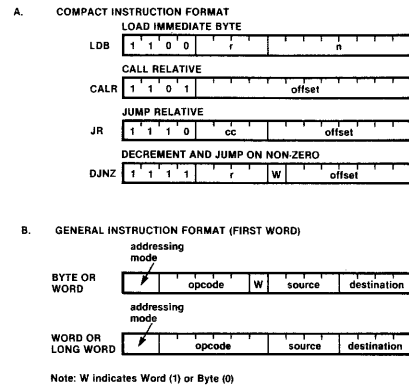 A. COMPACT INSTRUCTION FORMAT
LOAD IMMEDIATE BYTE
LDB 1 1 0 0 r n
CALL RELATIVE
CALR 1 1 0 1 offset
JUMP RELATIVE
JR 1 1 1 0 cc offset
DECREMENT AND JUMP ON NON-ZERO
DJNZ 1 1 1 1 r W offset
B. GENERAL INSTRUCTION FORMAT (FIRST WORD)
addressing
mode
BYTE OR
WORD opcode W source destination
addressing
mode
WORD OR
LONG WORD opcode source destination
Note: W indicates Word (1) or Byte (0)